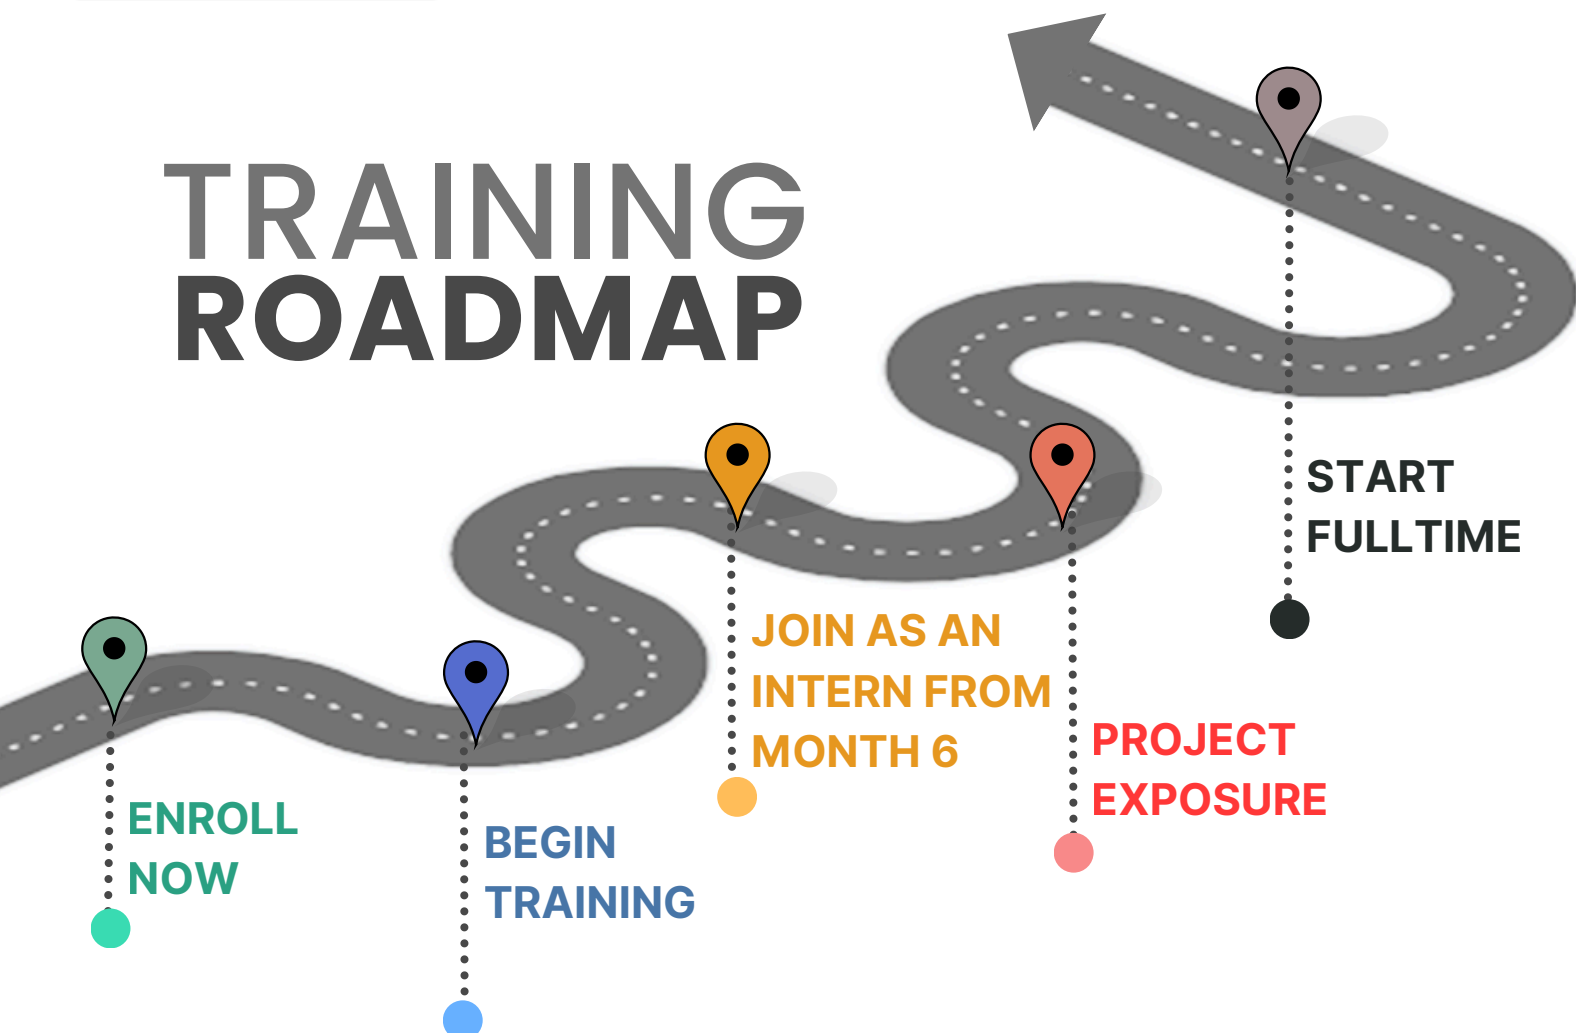 TRAINING
ROADMAP
START
FULLTIME
JOIN AS AN
INTERN FROM
MONTH 6
PROJECT
EXPOSURE
ENROLL
NOW
BEGIN
TRAINING